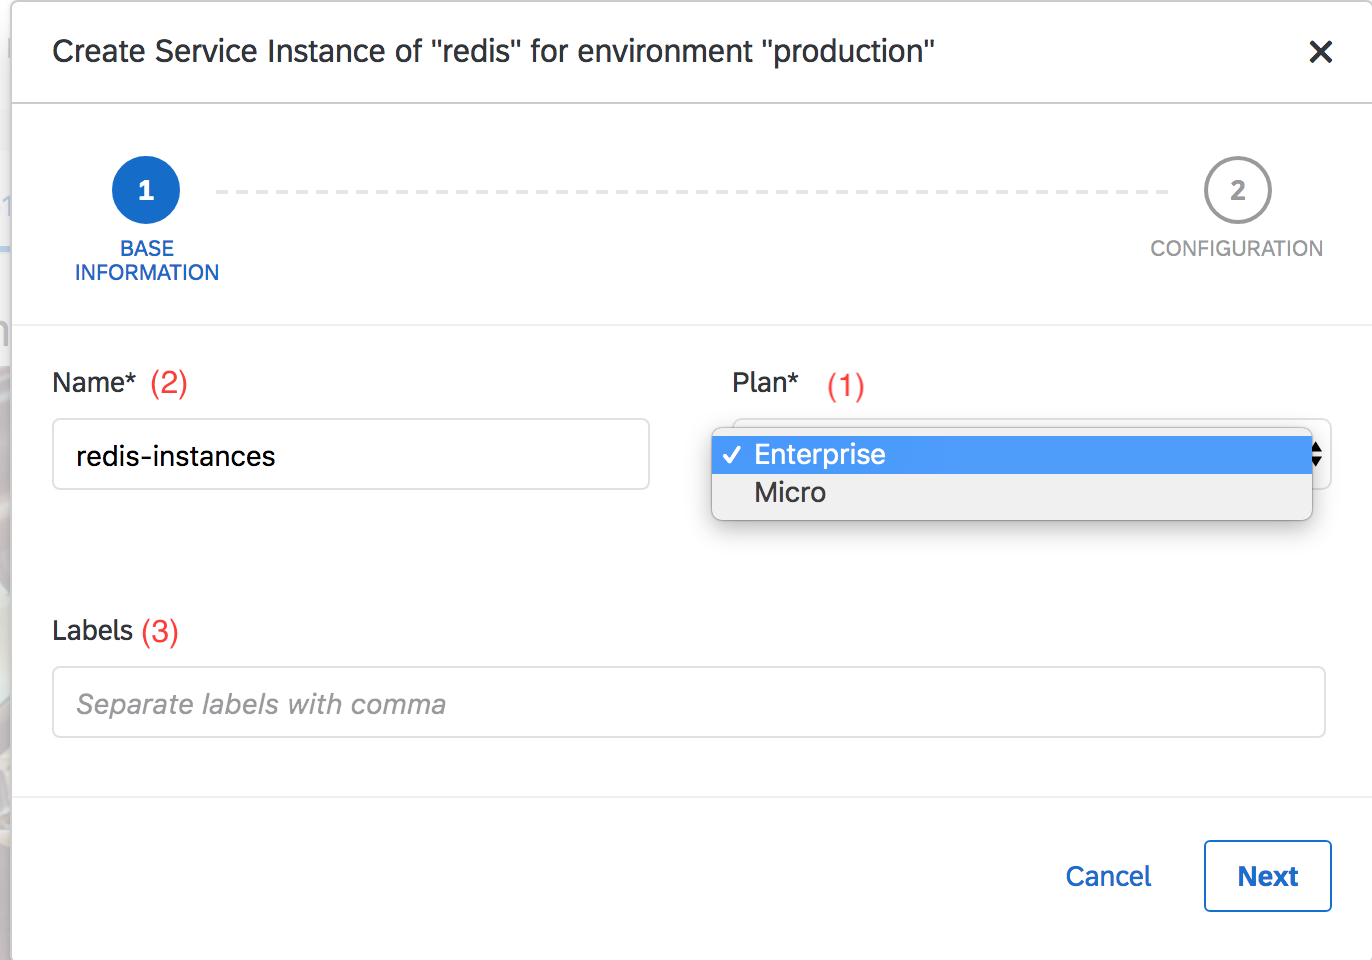 Create Service Instance of "redis" for environment "production"
1
2
BASE
INFORMATION
CONFIGURATION
Name* (2)
Plan* (1)
redis-instances
✓ Enterprise
Micro
Labels (3)
Separate labels with comma
Cancel
Next